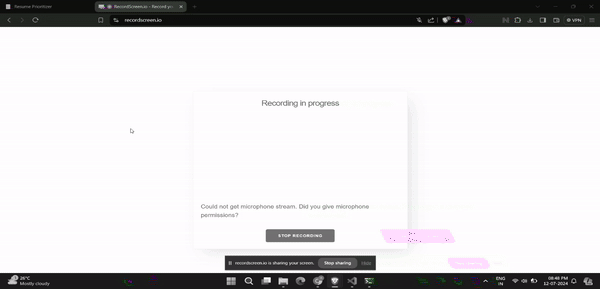 Resume Prioritizer
RecordScreen.io - Record yo
recordscreen.io
VPN
Recording in progress
Could not get microphone stream. Did you give microphone
permissions?
STOP RECORDING
recordscreen.io is sharing your screen.
Stop sharing
Hide
26°C
Mostly cloudy
ENG
IN
08:48 PM
12-07-2024